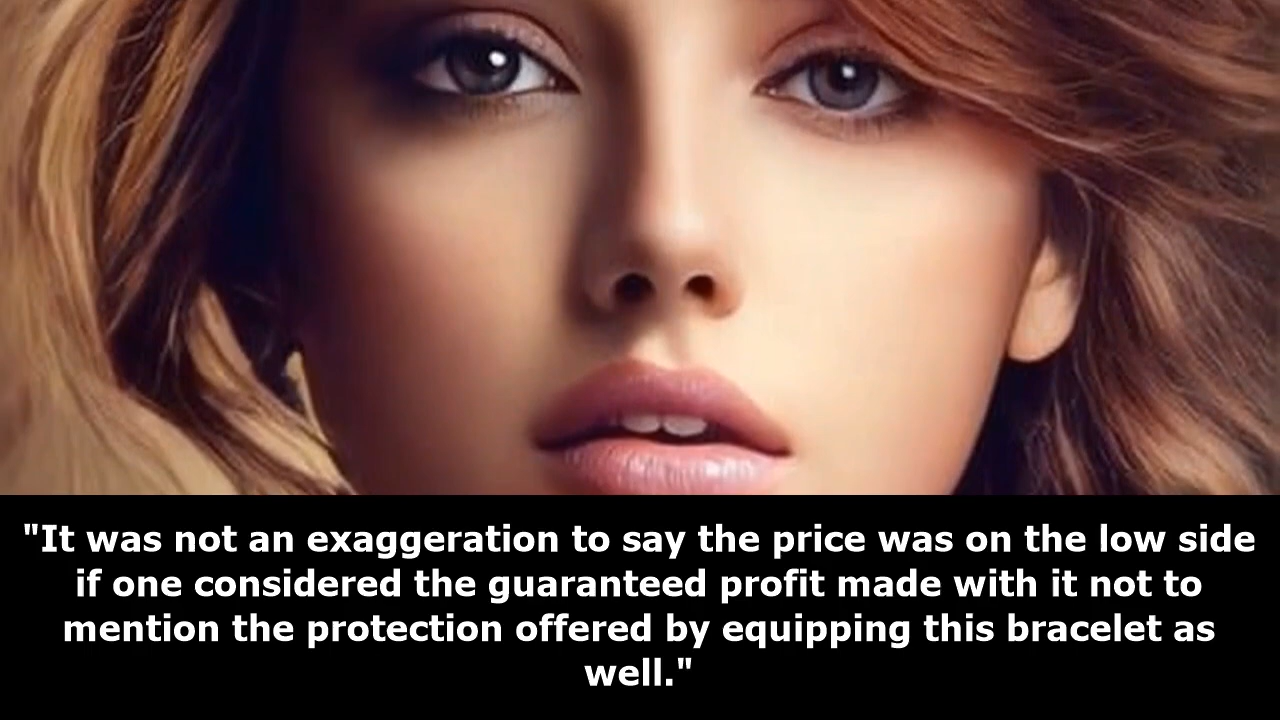 "It was not an exaggeration to say the price was on the low side
if one considered the guaranteed profit made with it not to
mention the protection offered by equipping this bracelet as
well."